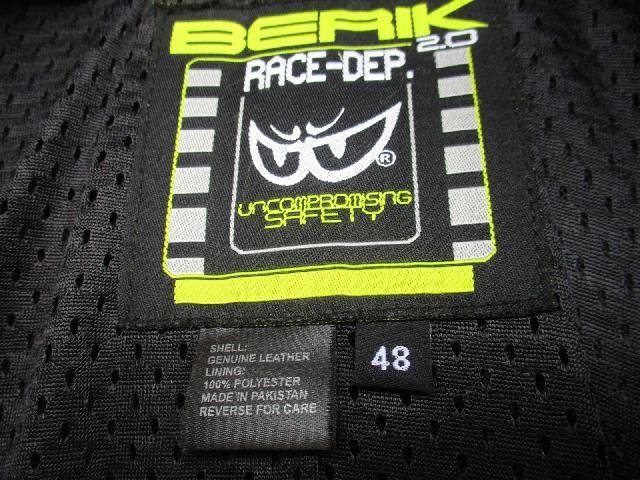 BERIK
2.0
RACE-DEP.
®
UNCOMPROMISING
SAFETY
SHELL:
GENUINE LEATHER
LINING:
100% POLYESTER
MADE IN PAKISTAN
REVERSE FOR CARE
48